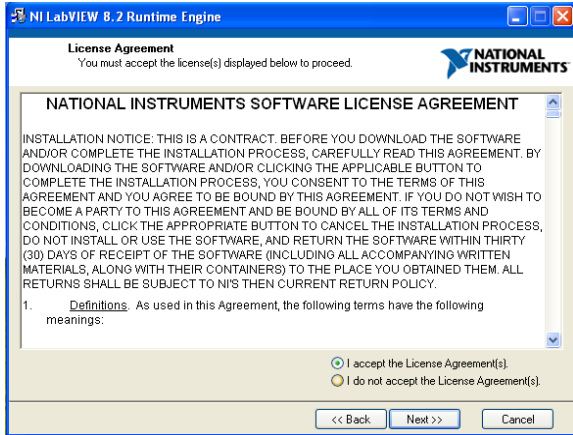 NI LabVIEW 8.2 Runtime Engine
License Agreement
You must accept the license(s) displayed below to proceed.
NATIONAL
INSTRUMENTS
NATIONAL INSTRUMENTS SOFTWARE LICENSE AGREEMENT
INSTALLATION NOTICE: THIS IS A CONTRACT. BEFORE YOU DOWNLOAD THE SOFTWARE
AND/OR COMPLETE THE INSTALLATION PROCESS, CAREFULLY READ THIS AGREEMENT. BY
DOWNLOADING THE SOFTWARE AND/OR CLICKING THE APPLICABLE BUTTON TO
COMPLETE THE INSTALLATION PROCESS, YOU CONSENT TO THE TERMS OF THIS
AGREEMENT AND YOU AGREE TO BE BOUND BY THIS AGREEMENT. IF YOU DO NOT WISH TO
BECOME A PARTY TO THIS AGREEMENT AND BE BOUND BY ALL OF ITS TERMS AND
CONDITIONS, CLICK THE APPROPRIATE BUTTON TO CANCEL THE INSTALLATION PROCESS,
DO NOT INSTALL OR USE THE SOFTWARE, AND RETURN THE SOFTWARE WITHIN THIRTY
(30) DAYS OF RECEIPT OF THE SOFTWARE (INCLUDING ALL ACCOMPANYING WRITTEN
MATERIALS, ALONG WITH THEIR CONTAINERS) TO THE PLACE YOU OBTAINED THEM. ALL
RETURNS SHALL BE SUBJECT TO NI'S THEN CURRENT RETURN POLICY.
1. Definitions. As used in this Agreement, the following terms have the following
meanings:
I accept the License Agreement(s).
I do not accept the License Agreement(s).
<< Back Next >> Cancel